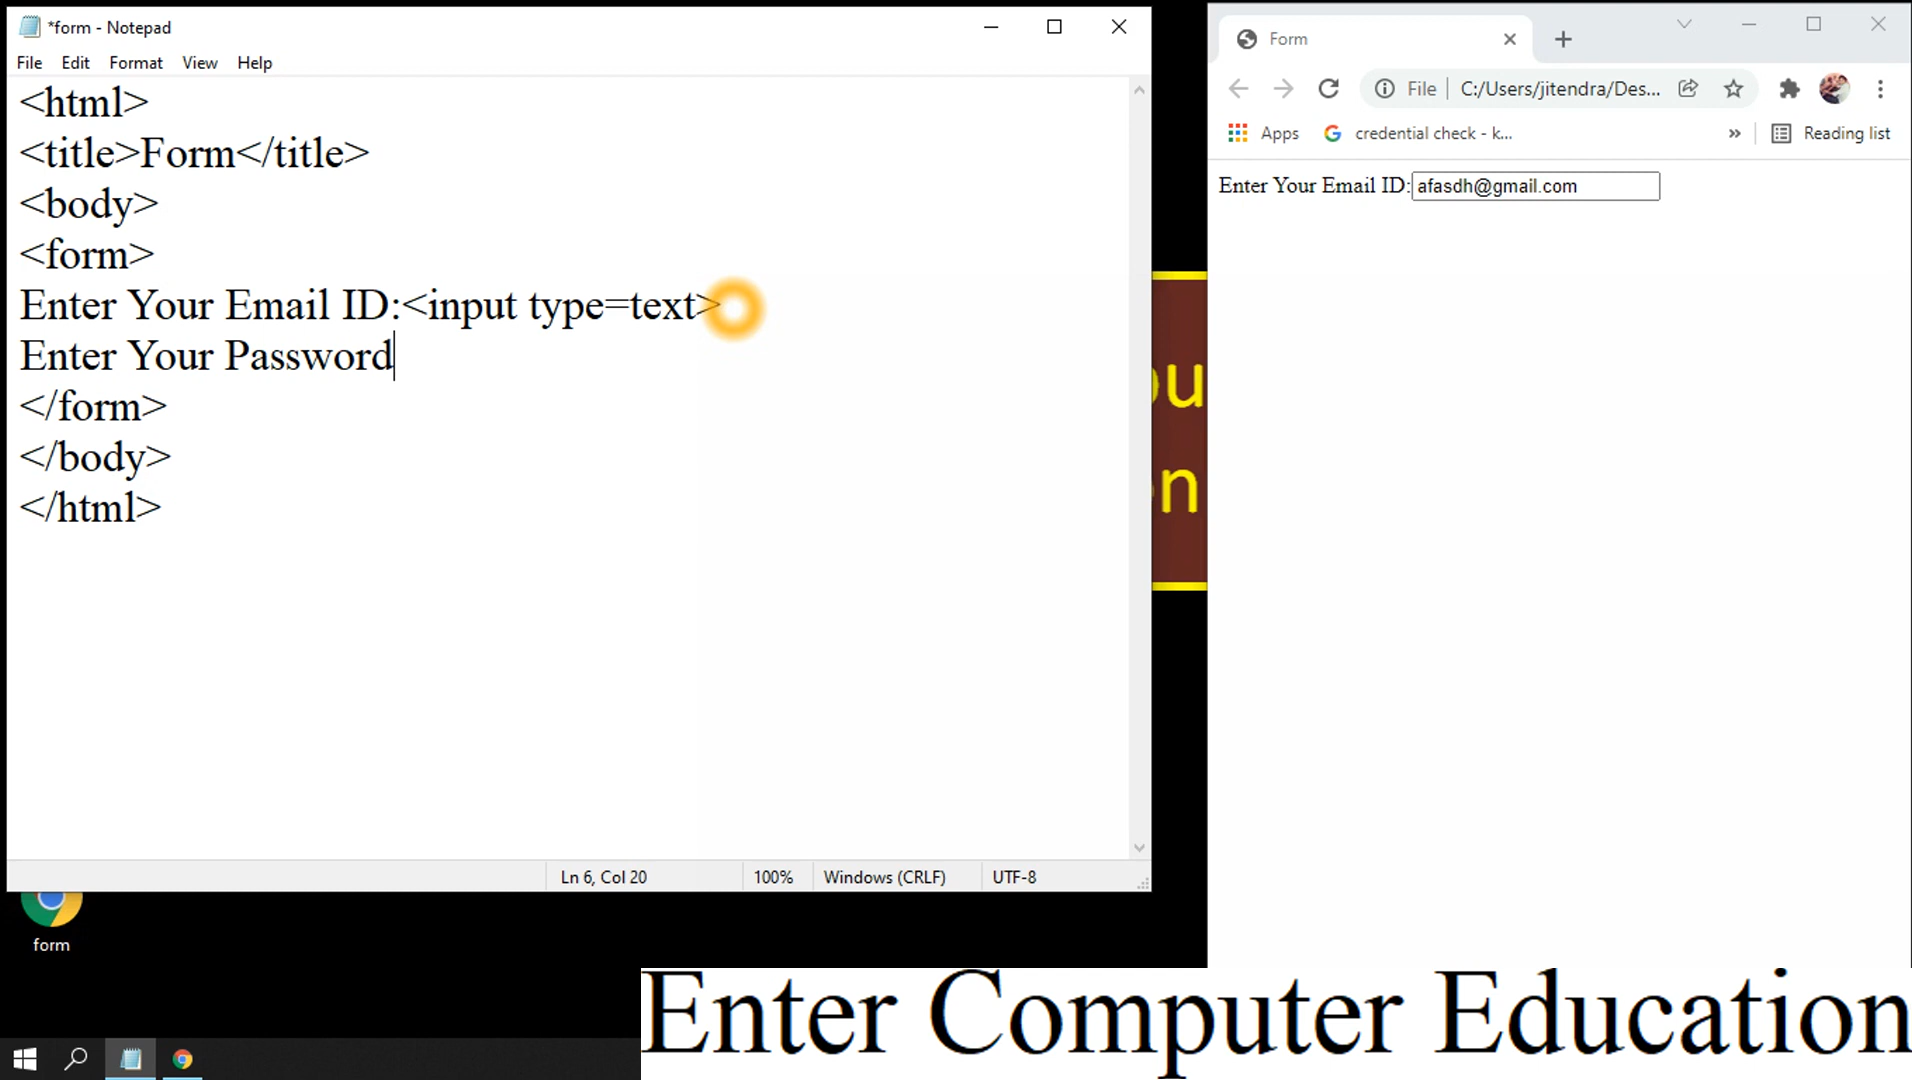 *form - Notepad
File Edit Format View Help
<html>
<title>Form</title>
<body>
<form>
Enter Your Email ID:<input type=text>
Enter Your Password
</form>
</body>
</html>
Ln 6, Col 20 100% Windows (CRLF) UTF-8
Form
File C:/Users/jitendra/Des...
Apps credential check - k... » Reading list
Enter Your Email ID: afasdh@gmail.com
ou
on
form
Enter Computer Education